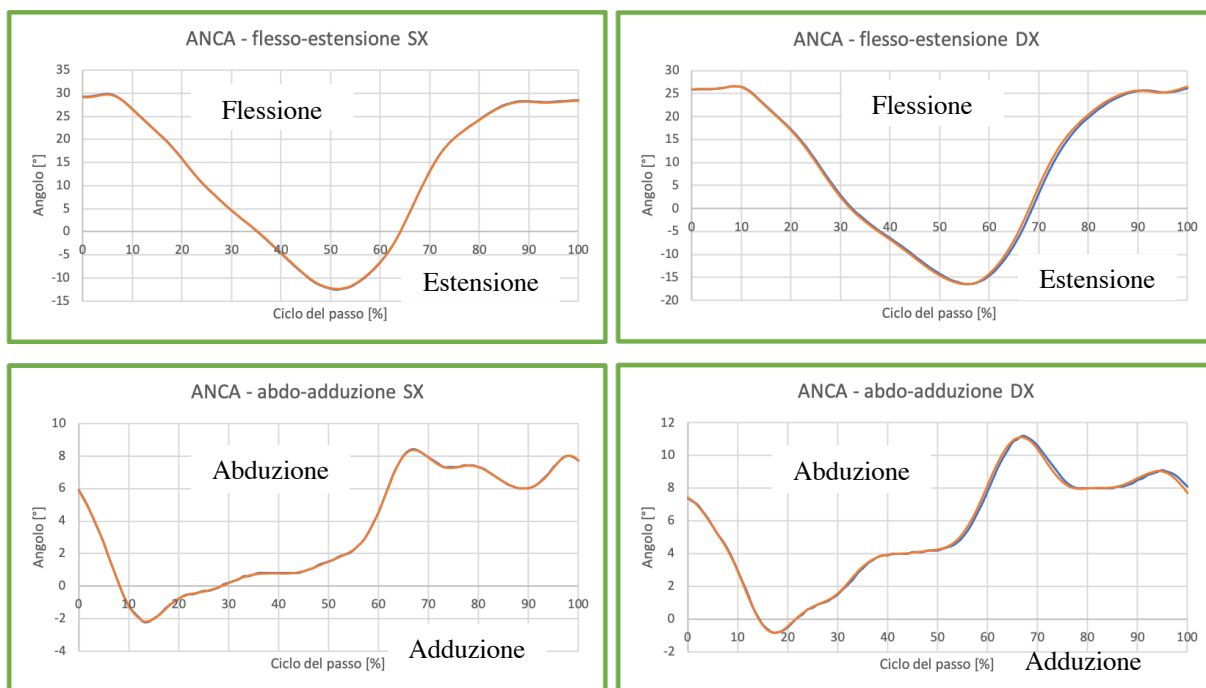 ANCA - flesso-estensione SX
35
30
25
20
15
10
5
0
-5
-10
-15
Angolo [°]
0 10 20 30 40 50 60 70 80 90 100
Ciclo del passo [%]
Flessione
Estensione
ANCA - flesso-estensione DX
30
25
20
15
10
5
0
-5
-10
-15
-20
Angolo [°]
0 10 20 30 40 50 60 70 80 90 100
Ciclo del passo [%]
Flessione
Estensione
ANCA - abdo-adduzione SX
10
8
6
4
2
0
-2
-4
Angolo [°]
0 10 20 30 40 50 60 70 80 90 100
Ciclo del passo [%]
Abduzione
Adduzione
ANCA - abdo-adduzione DX
12
10
8
6
4
2
0
-2
Angolo [°]
0 10 20 30 40 50 60 70 80 90 100
Ciclo del passo [%]
Abduzione
Adduzione